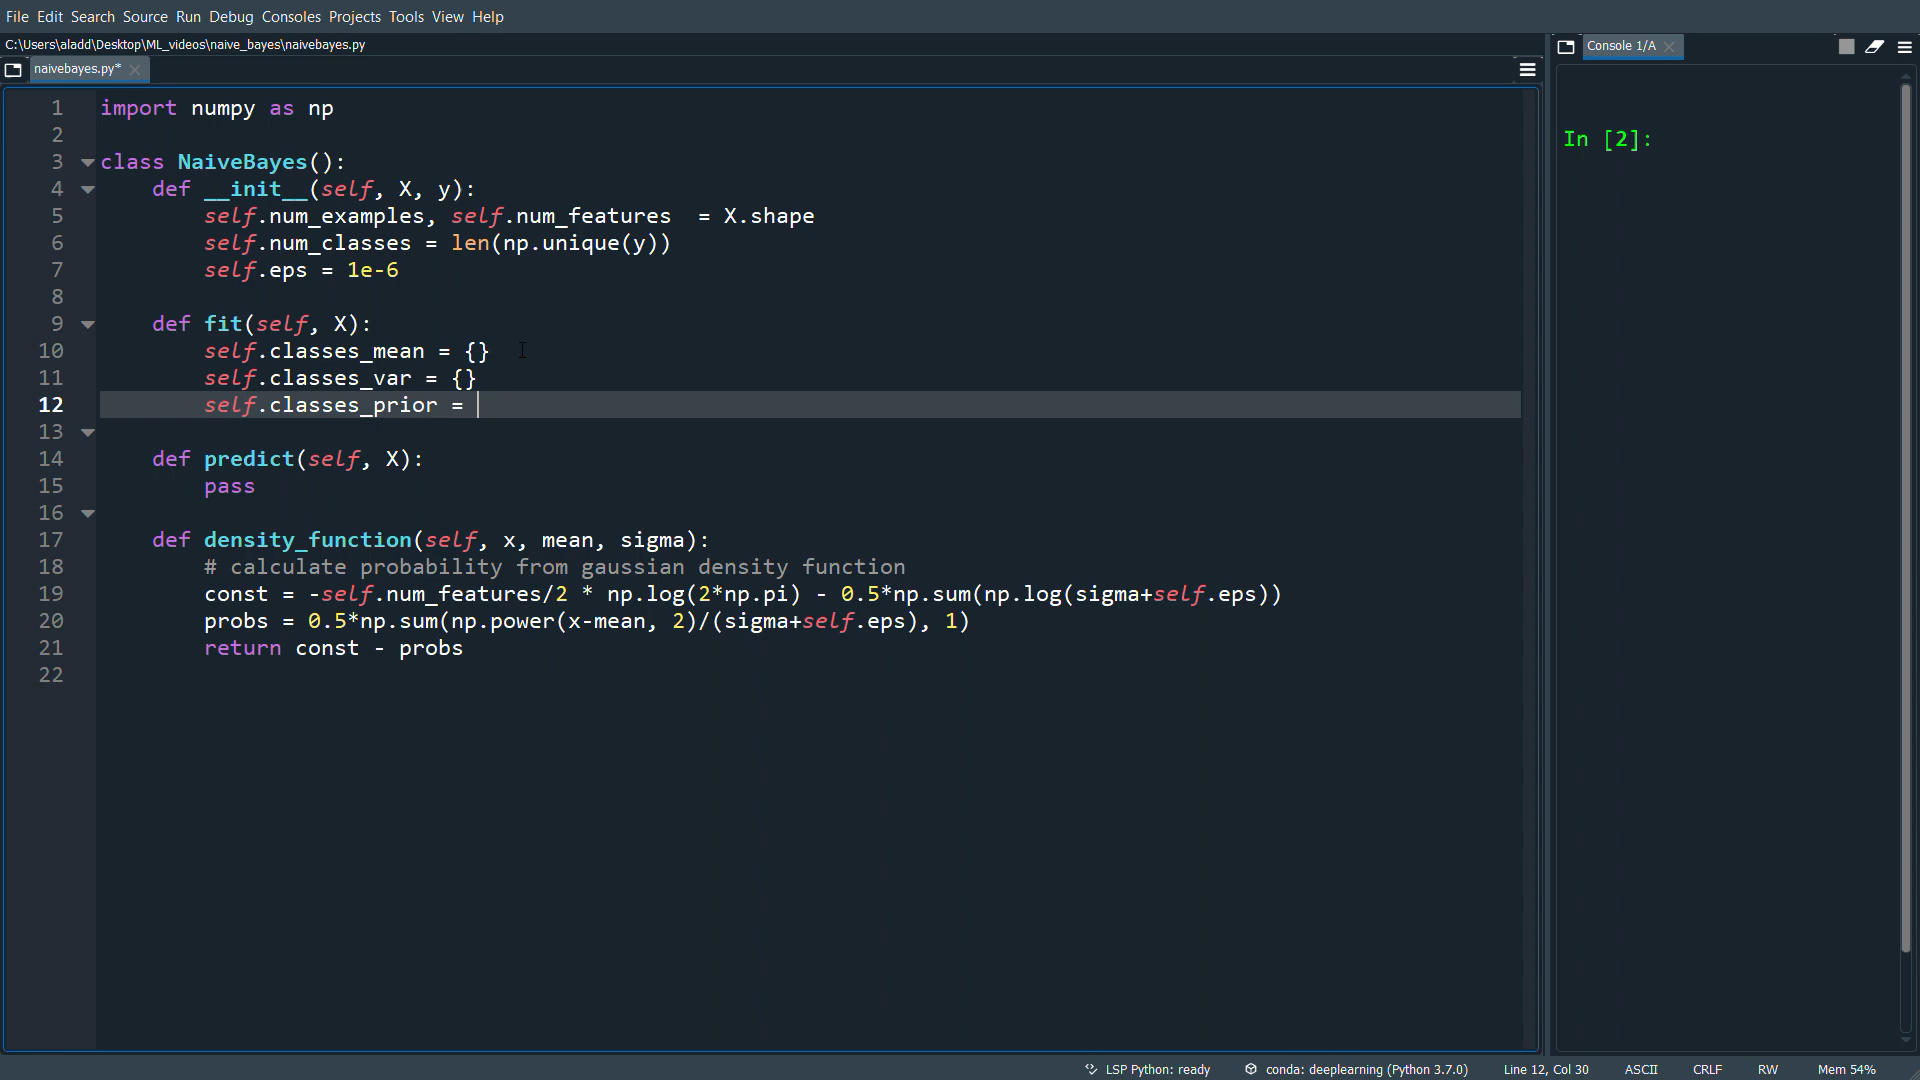 File Edit Search Source Run Debug Consoles Projects Tools View Help
C:\Users\aladd\Desktop\ML_videos\naive_bayes\naivebayes.py
naivebayes.py*
Console 1/A
1 import numpy as np
2
3 class NaiveBayes():
4     def __init__(self, X, y):
5         self.num_examples, self.num_features  = X.shape
6         self.num_classes = len(np.unique(y))
7         self.eps = 1e-6
8
9     def fit(self, X):
10         self.classes_mean = {}
11         self.classes_var = {}
12         self.classes_prior =
13
14     def predict(self, X):
15         pass
16
17     def density_function(self, x, mean, sigma):
18         # calculate probability from gaussian density function
19         const = -self.num_features/2 * np.log(2*np.pi) - 0.5*np.sum(np.log(sigma+self.eps))
20         probs = 0.5*np.sum(np.power(x-mean, 2)/(sigma+self.eps), 1)
21         return const - probs
22
In [2]:
LSP Python: ready conda: deeplearning (Python 3.7.0) Line 12, Col 30 ASCII CRLF RW Mem 54%